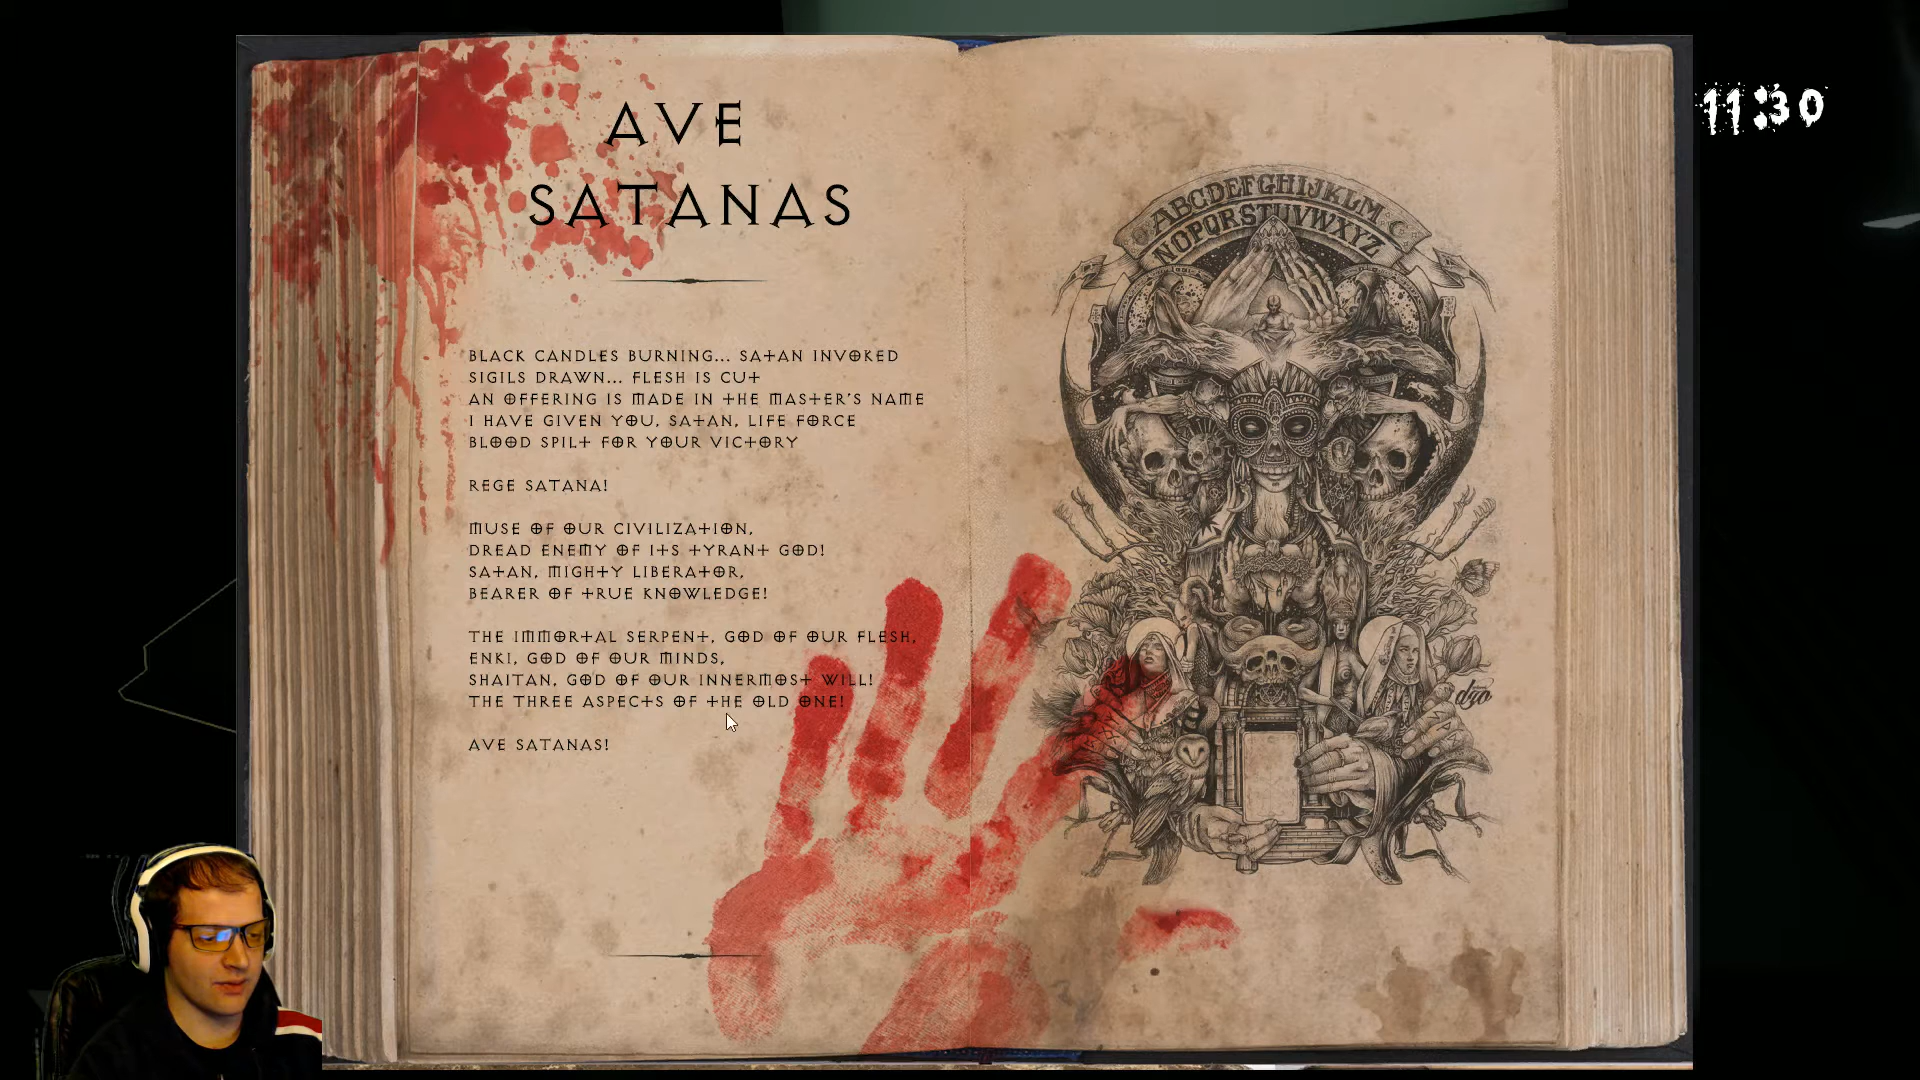 AVE
SATANAS
BLACK CANDLES BURNING... SATAN INVOKED
SIGILS DRAWN... FLESH IS CUT
AN OFFERING IS MADE IN THE MASTER'S NAME
I HAVE GIVEN YOU, SATAN, LIFE FORCE
BLOOD SPILT FOR YOUR VICTORY
REGE SATANA!
MUSE OF OUR CIVILIZATION,
DREAD ENEMY OF ITS TYRANT GOD!
SATAN, MIGHTY LIBERATOR,
BEARER OF TRUE KNOWLEDGE!
THE IMMORTAL SERPENT, GOD OF OUR FLESH,
ENKI, GOD OF OUR MINDS,
SHAITAN, GOD OF OUR INNERMOST WILL!
THE THREE ASPECTS OF THE OLD ONE!
AVE SATANAS!
ABCDEFGHIJKLM
NOPQRSTUVWXYZ
dzo
11:30